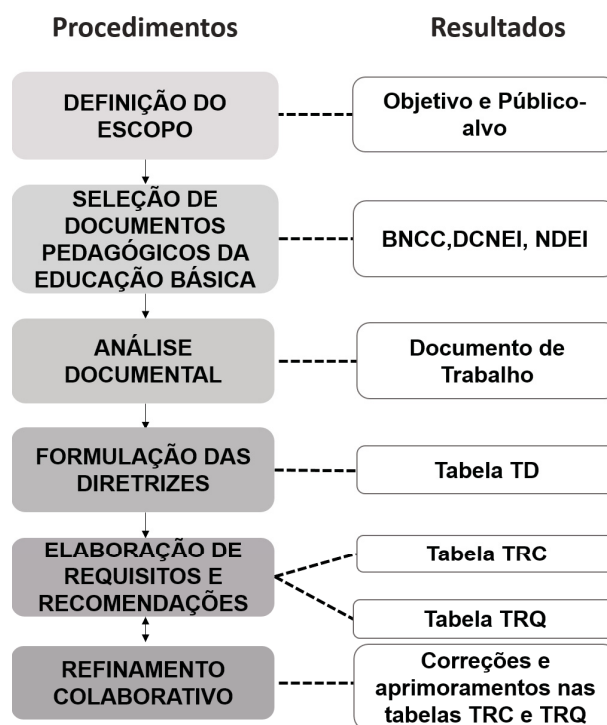 Procedimentos
Resultados
DEFINIÇÃO DO
ESCOPO
Objetivo e Público-
alvo
SELEÇÃO DE
DOCUMENTOS
PEDAGÓGICOS DA
EDUCAÇÃO BÁSICA
BNCC,DCNEI, NDEI
ANÁLISE
DOCUMENTAL
Documento de
Trabalho
FORMULAÇÃO DAS
DIRETRIZES
Tabela TD
ELABORAÇÃO DE
REQUISITOS E
RECOMENDAÇÕES
Tabela TRC
Tabela TRQ
REFINAMENTO
COLABORATIVO
Correções e
aprimoramentos nas
tabelas TRC e TRQ